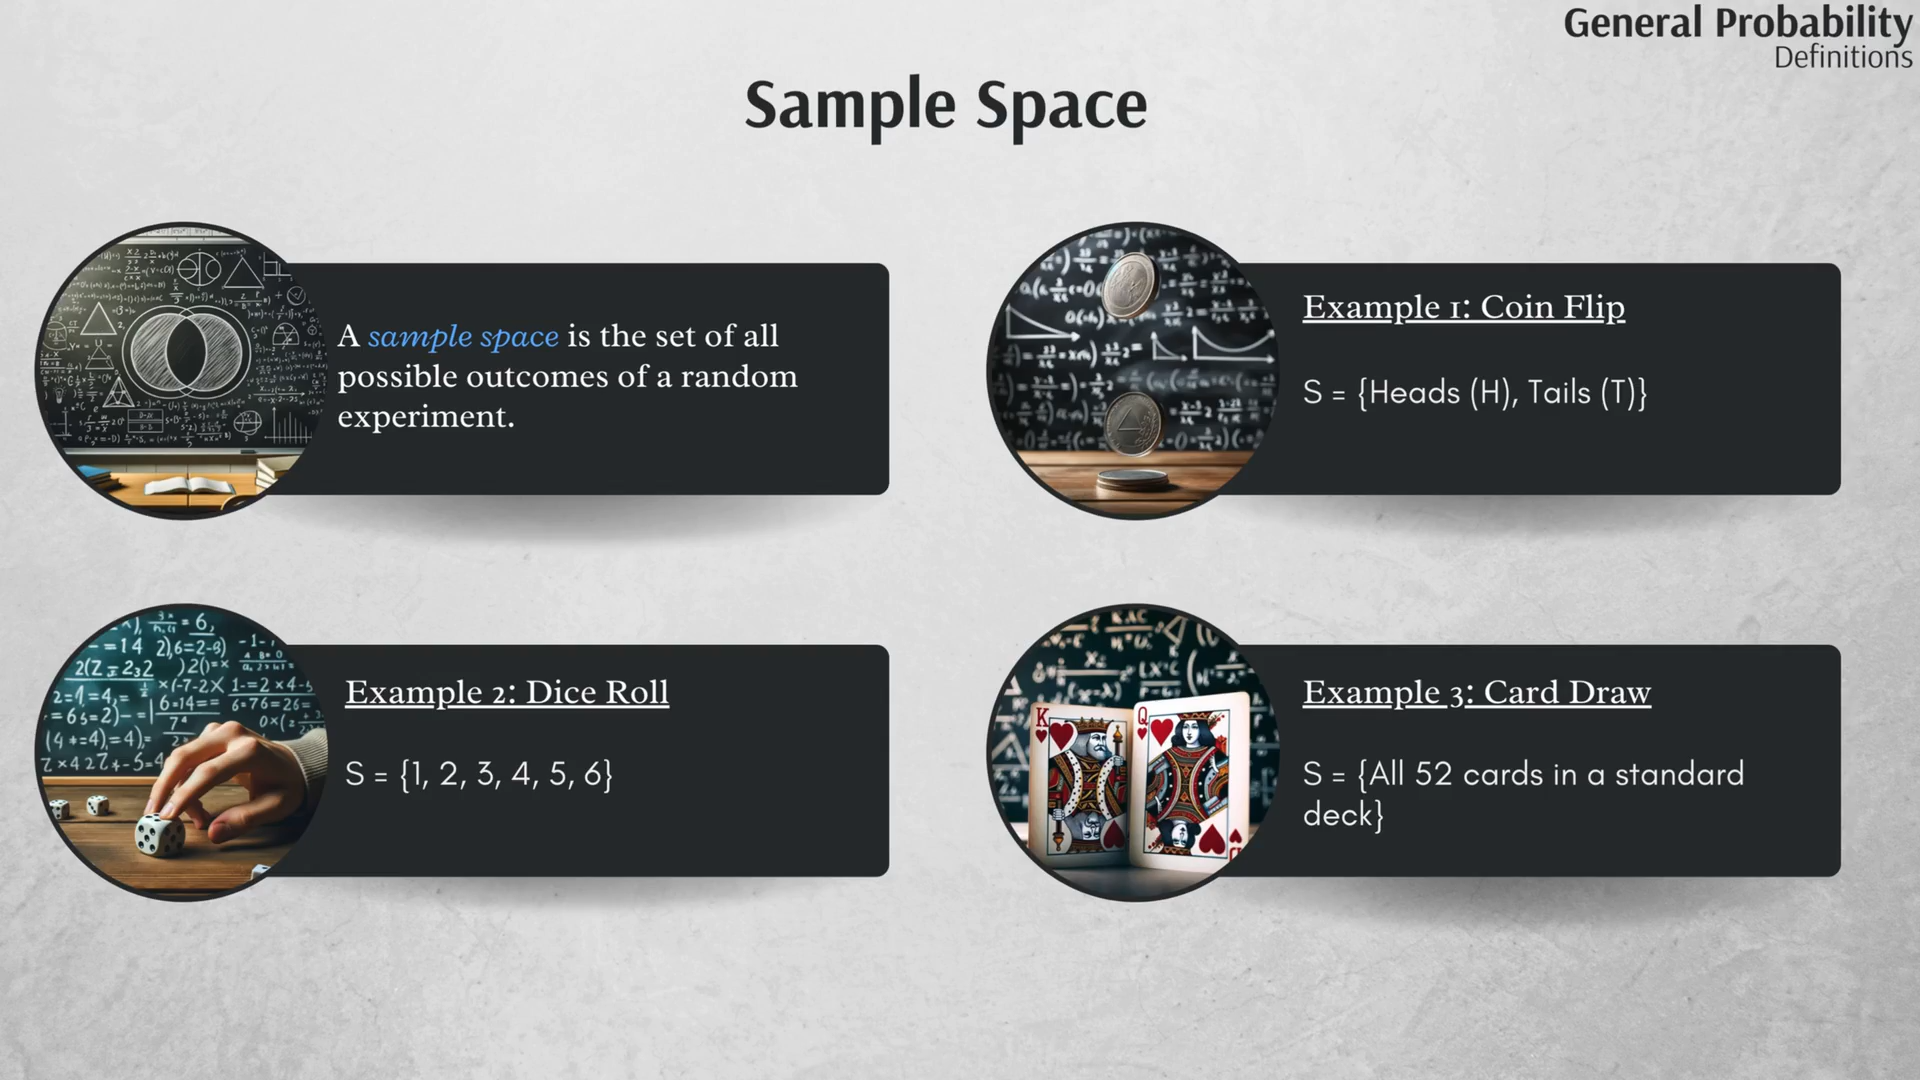 General Probability
Definitions
Sample Space
A sample space is the set of all
possible outcomes of a random
experiment.
Example 1: Coin Flip
S = {Heads (H), Tails (T)}
Example 2: Dice Roll
S = {1, 2, 3, 4, 5, 6}
Example 3: Card Draw
S = {All 52 cards in a standard
deck}
K
Q